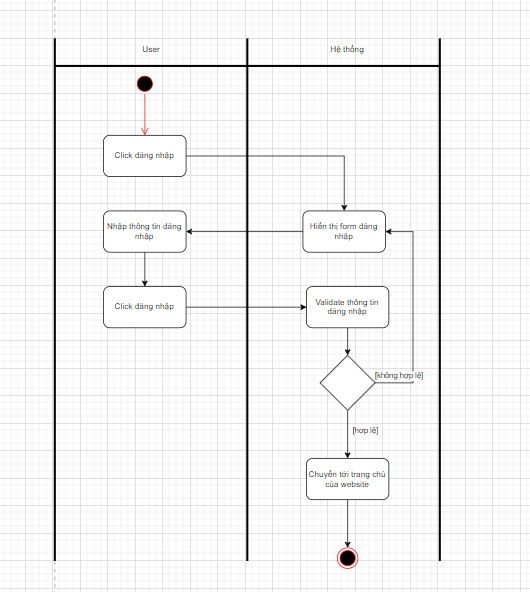 User
Hệ thống
Click đăng nhập
Nhập thông tin đăng
nhập
Hiển thị form đăng
nhập
Click đăng nhập
Validate thông tin
đăng nhập
[không hợp lệ]
[hợp lệ]
Chuyển tới trang chủ
của website